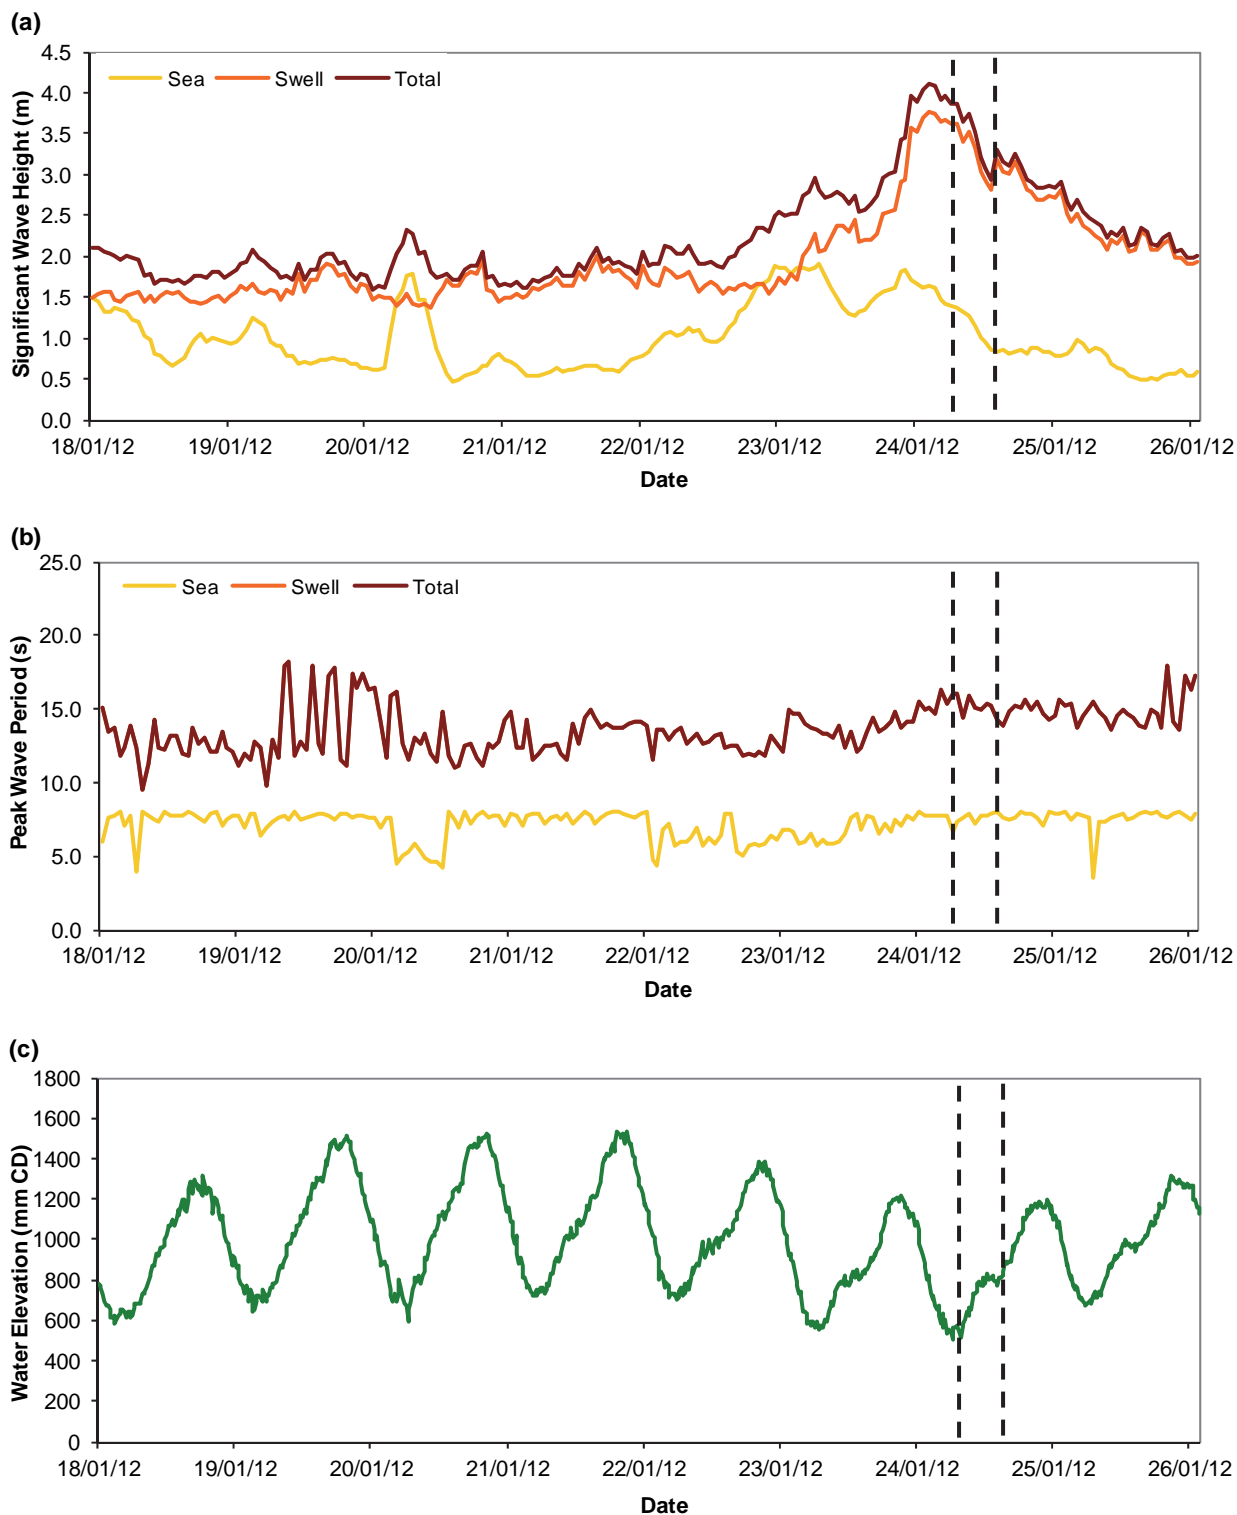 (a)
4.5
4.0
3.5
3.0
2.5
2.0
1.5
1.0
0.5
0.0
Significant Wave Height (m)
Sea Swell Total
18/01/12 19/01/12 20/01/12 21/01/12 22/01/12 23/01/12 24/01/12 25/01/12 26/01/12
Date
(b)
25.0
20.0
15.0
10.0
5.0
0.0
Peak Wave Period (s)
Sea Swell Total
18/01/12 19/01/12 20/01/12 21/01/12 22/01/12 23/01/12 24/01/12 25/01/12 26/01/12
Date
(c)
1800
1600
1400
1200
1000
800
600
400
200
0
Water Elevation (mm CD)
18/01/12 19/01/12 20/01/12 21/01/12 22/01/12 23/01/12 24/01/12 25/01/12 26/01/12
Date